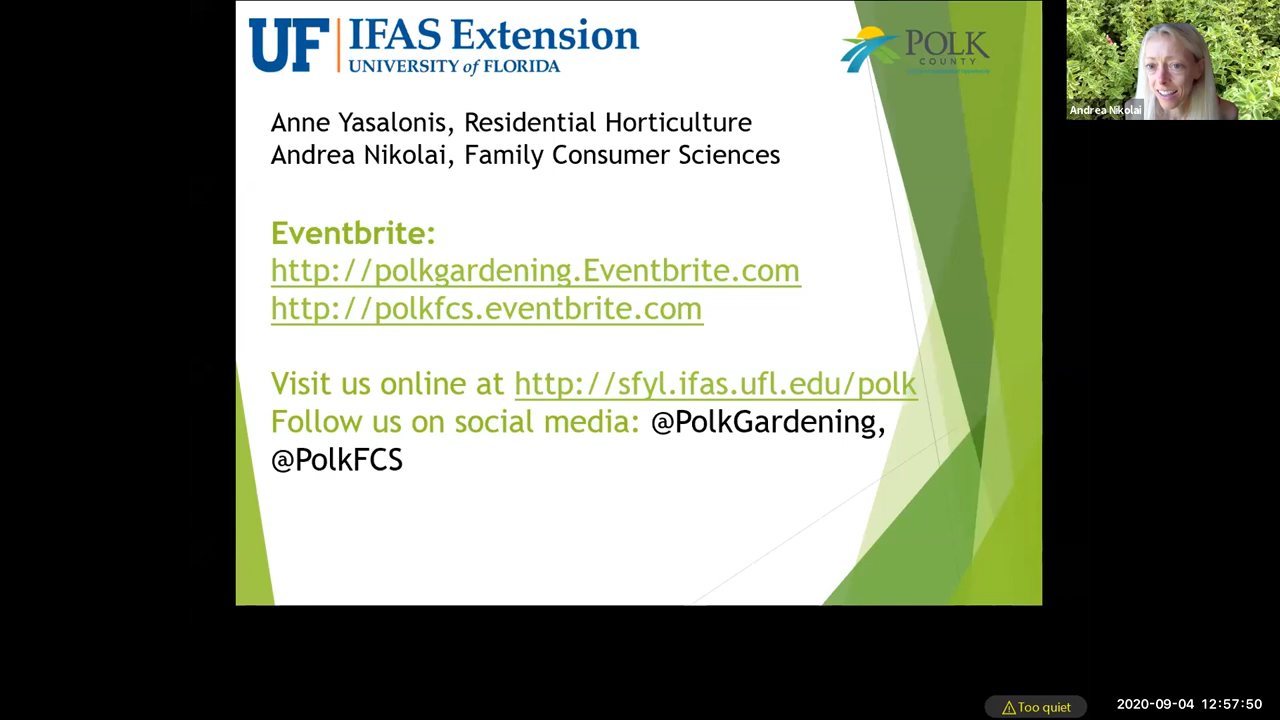 UF IFAS Extension
UNIVERSITY of FLORIDA
POLK
COUNTY
Andrea Nikolai
Anne Yasalonis, Residential Horticulture
Andrea Nikolai, Family Consumer Sciences
Eventbrite:
http://polkgardening.Eventbrite.com
http://polkfcs.eventbrite.com
Visit us online at http://sfyl.ifas.ufl.edu/polk
Follow us on social media: @PolkGardening,
@PolkFCS
Too quiet
2020-09-04 12:57:50